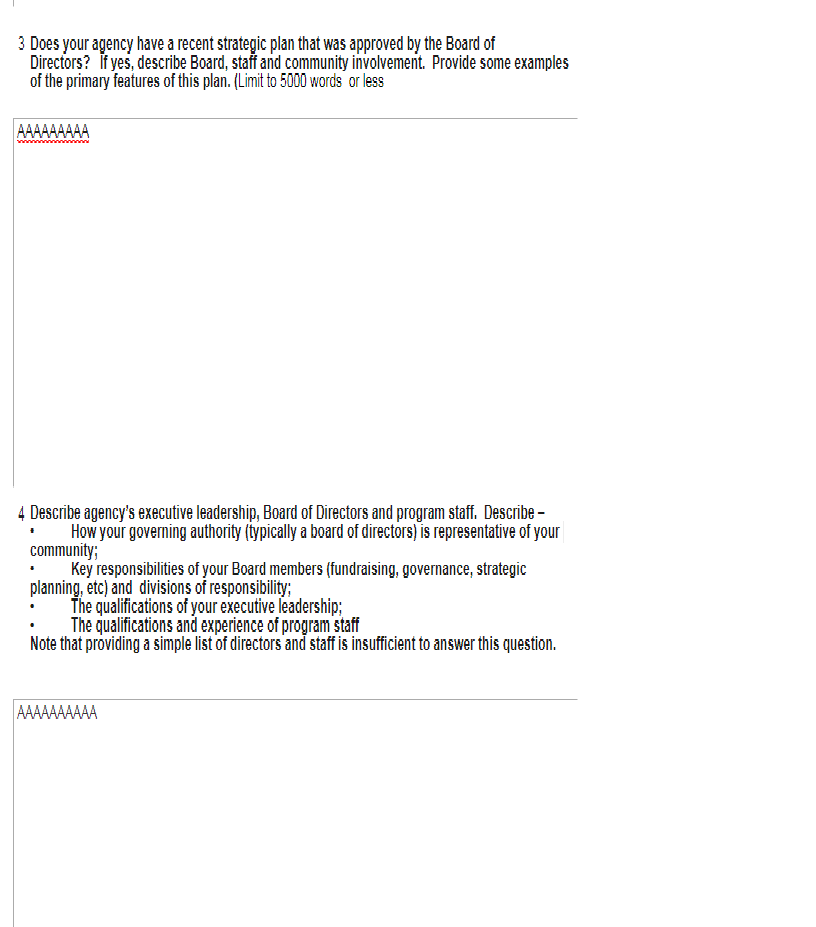 3 Does your agency have a recent strategic plan that was approved by the Board of
Directors? If yes, describe Board, staff and community involvement. Provide some examples
of the primary features of this plan. (Limit to 5000 words or less
AAAAAAAAA
4 Describe agency's executive leadership, Board of Directors and program staff. Describe –
• How your governing authority (typically a board of directors) is representative of your
community;
• Key responsibilities of your Board members (fundraising, governance, strategic
planning, etc) and divisions of responsibility;
• The qualifications of your executive leadership;
• The qualifications and experience of program staff
Note that providing a simple list of directors and staff is insufficient to answer this question.
AAAAAAAAAA